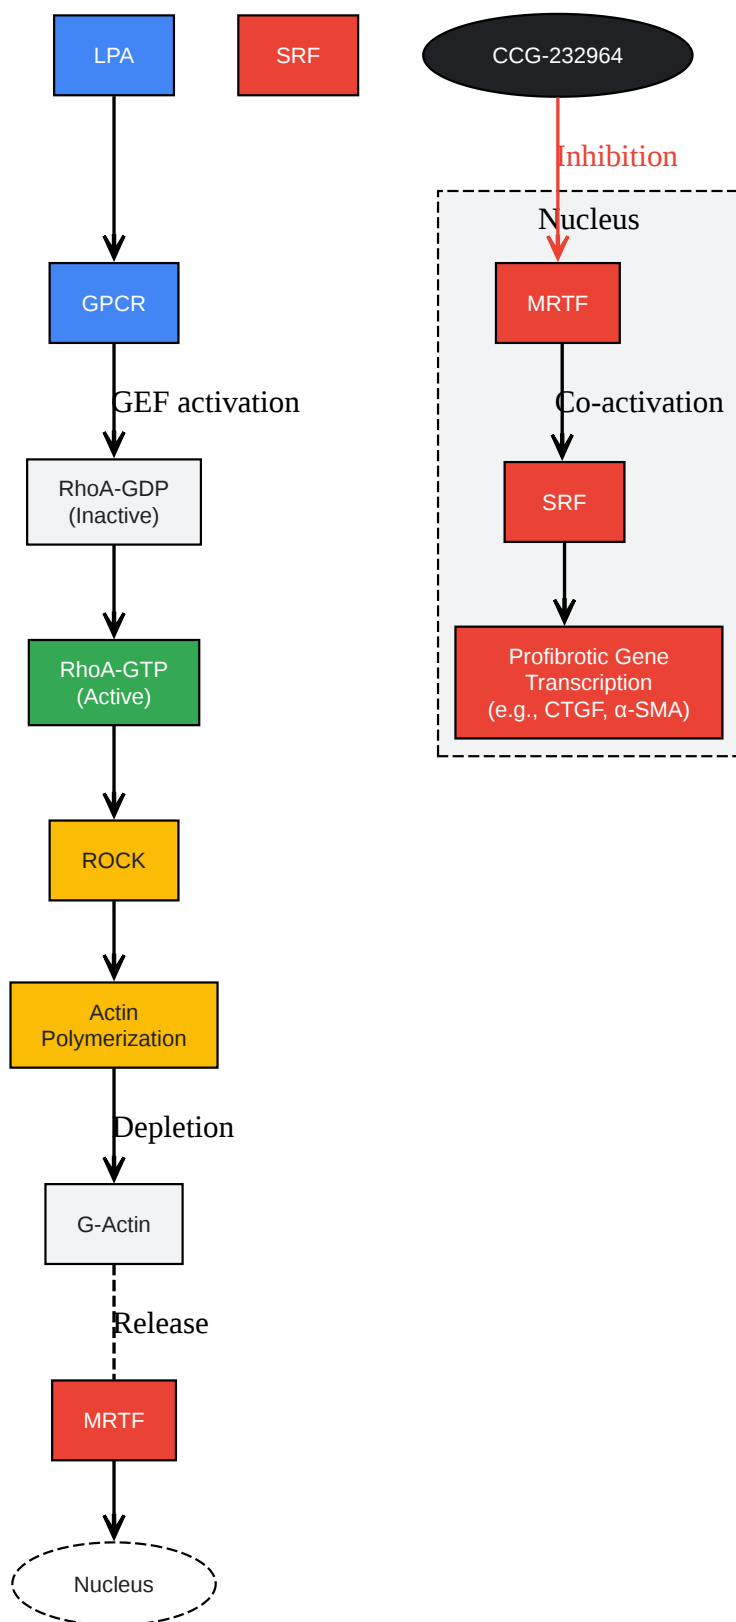 LPA
SRF
CCG-232964
Inhibition
Nucleus
GPCR
MRTF
GEF activation
Co-activation
RhoA-GDP
(Inactive)
SRF
RhoA-GTP
(Active)
Profibrotic Gene
Transcription
(e.g., CTGF, α-SMA)
ROCK
Actin
Polymerization
Depletion
G-Actin
Release
MRTF
Nucleus